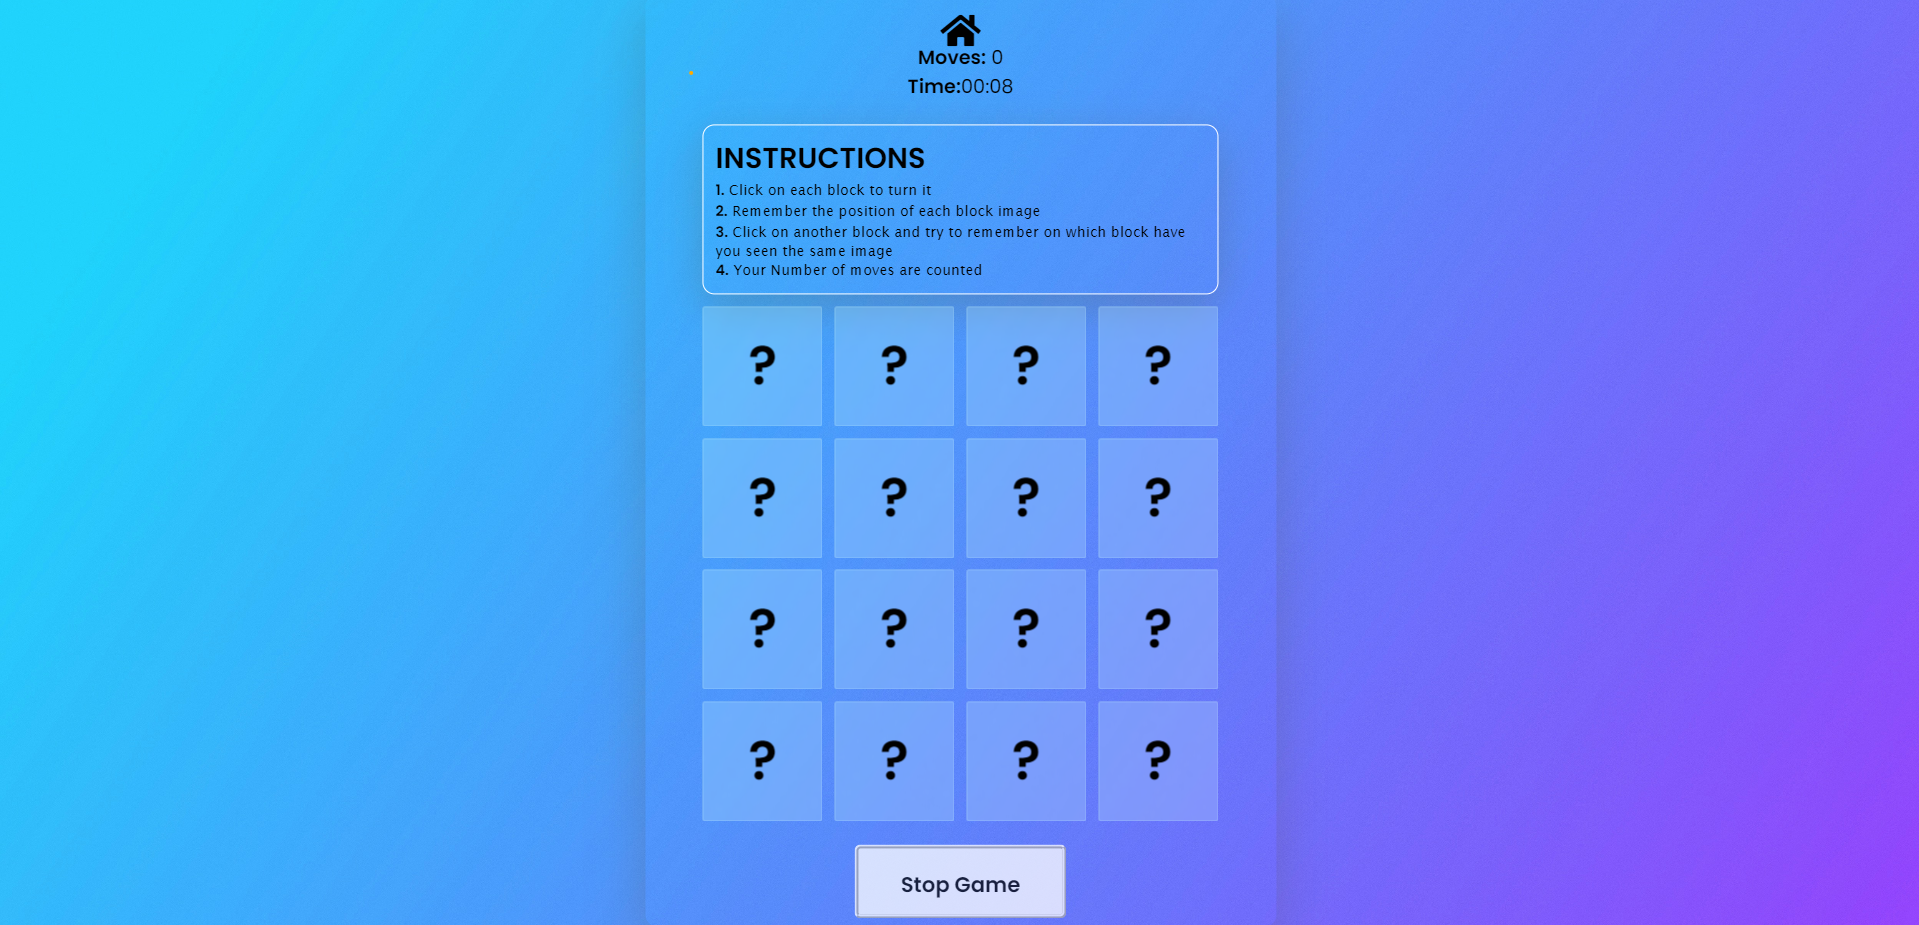 Moves: 0
Time:00:08
INSTRUCTIONS
1. Click on each block to turn it
2. Remember the position of each block image
3. Click on another block and try to remember on which block have
you seen the same image
4. Your Number of moves are counted
? ? ? ?
? ? ? ?
? ? ? ?
? ? ? ?
Stop Game